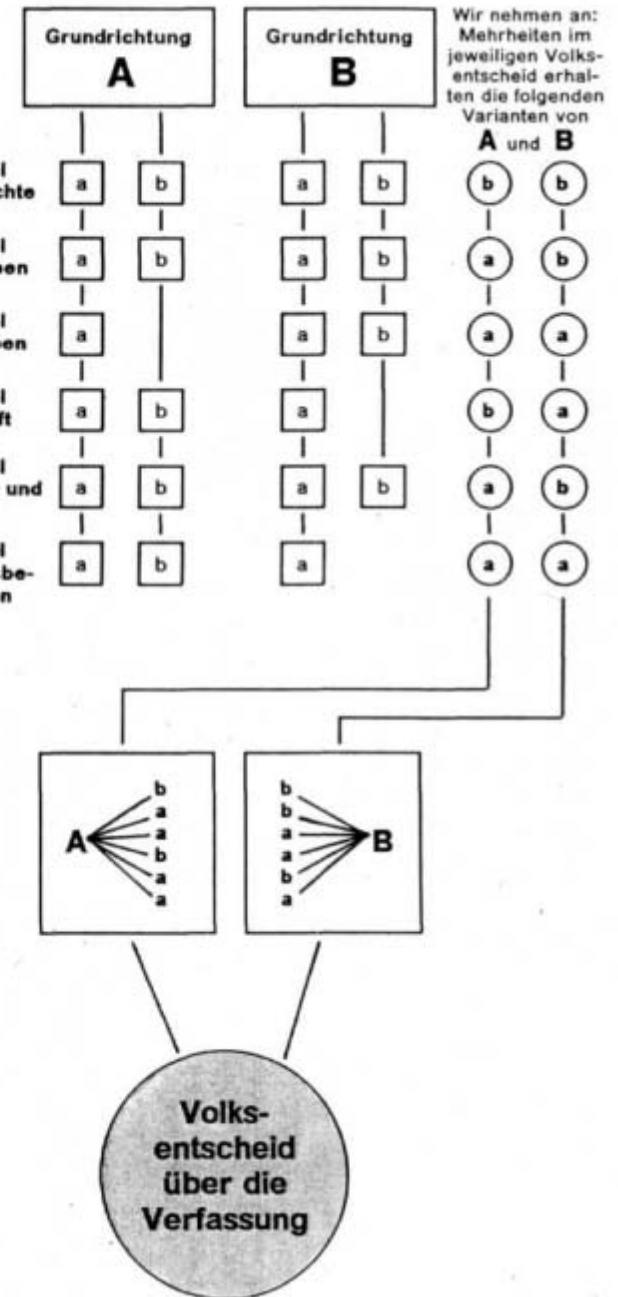 Grundrichtung
A
Grundrichtung
B
Wir nehmen an:
Mehrheiten im
jeweiligen Volks-
entscheid erhal-
ten die folgenden
Varianten von
A und B
a b a b b b
a b a b a b
a a b a a
a b a b a
und a b a b a b
a b a a a
b
a
a
b
a
a
A
b
b
a
a
b
a
B
Volks-
entscheid
über die
Verfassung